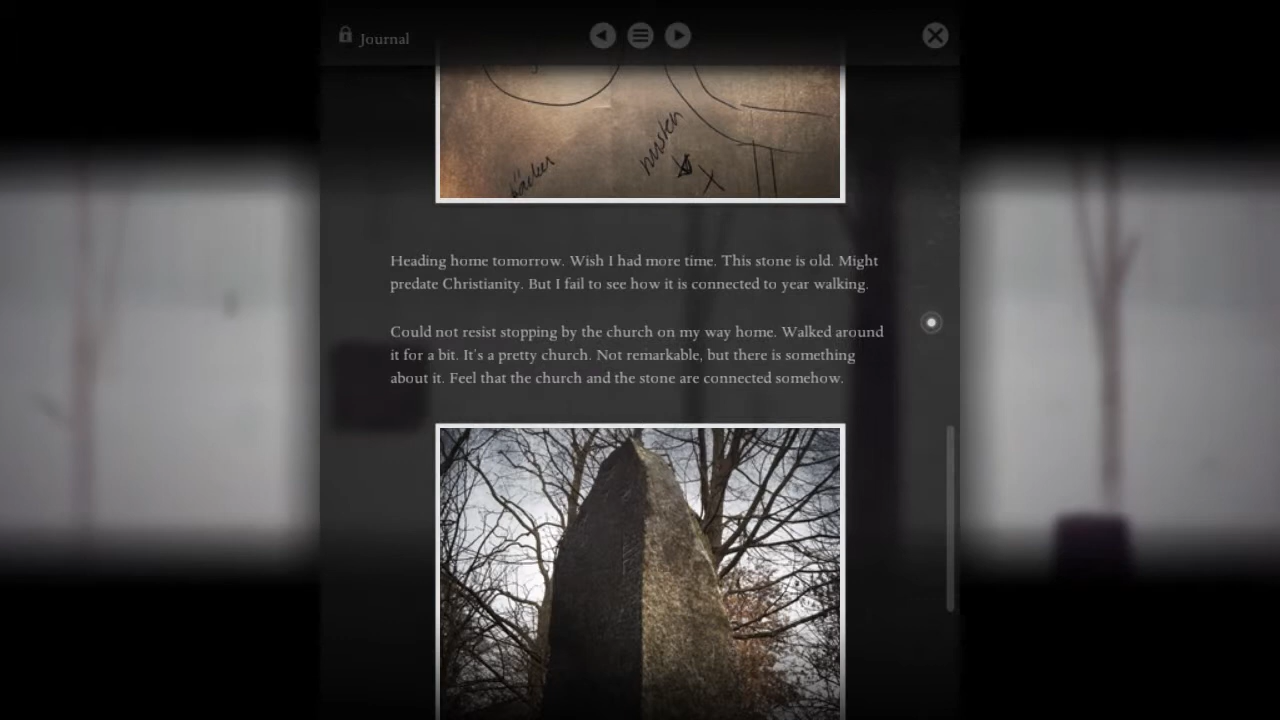 Journal
Heading home tomorrow. Wish I had more time. This stone is old. Might
predate Christianity. But I fail to see how it is connected to year walking.
Could not resist stopping by the church on my way home. Walked around
it for a bit. It's a pretty church. Not remarkable, but there is something
about it. Feel that the church and the stone are connected somehow.